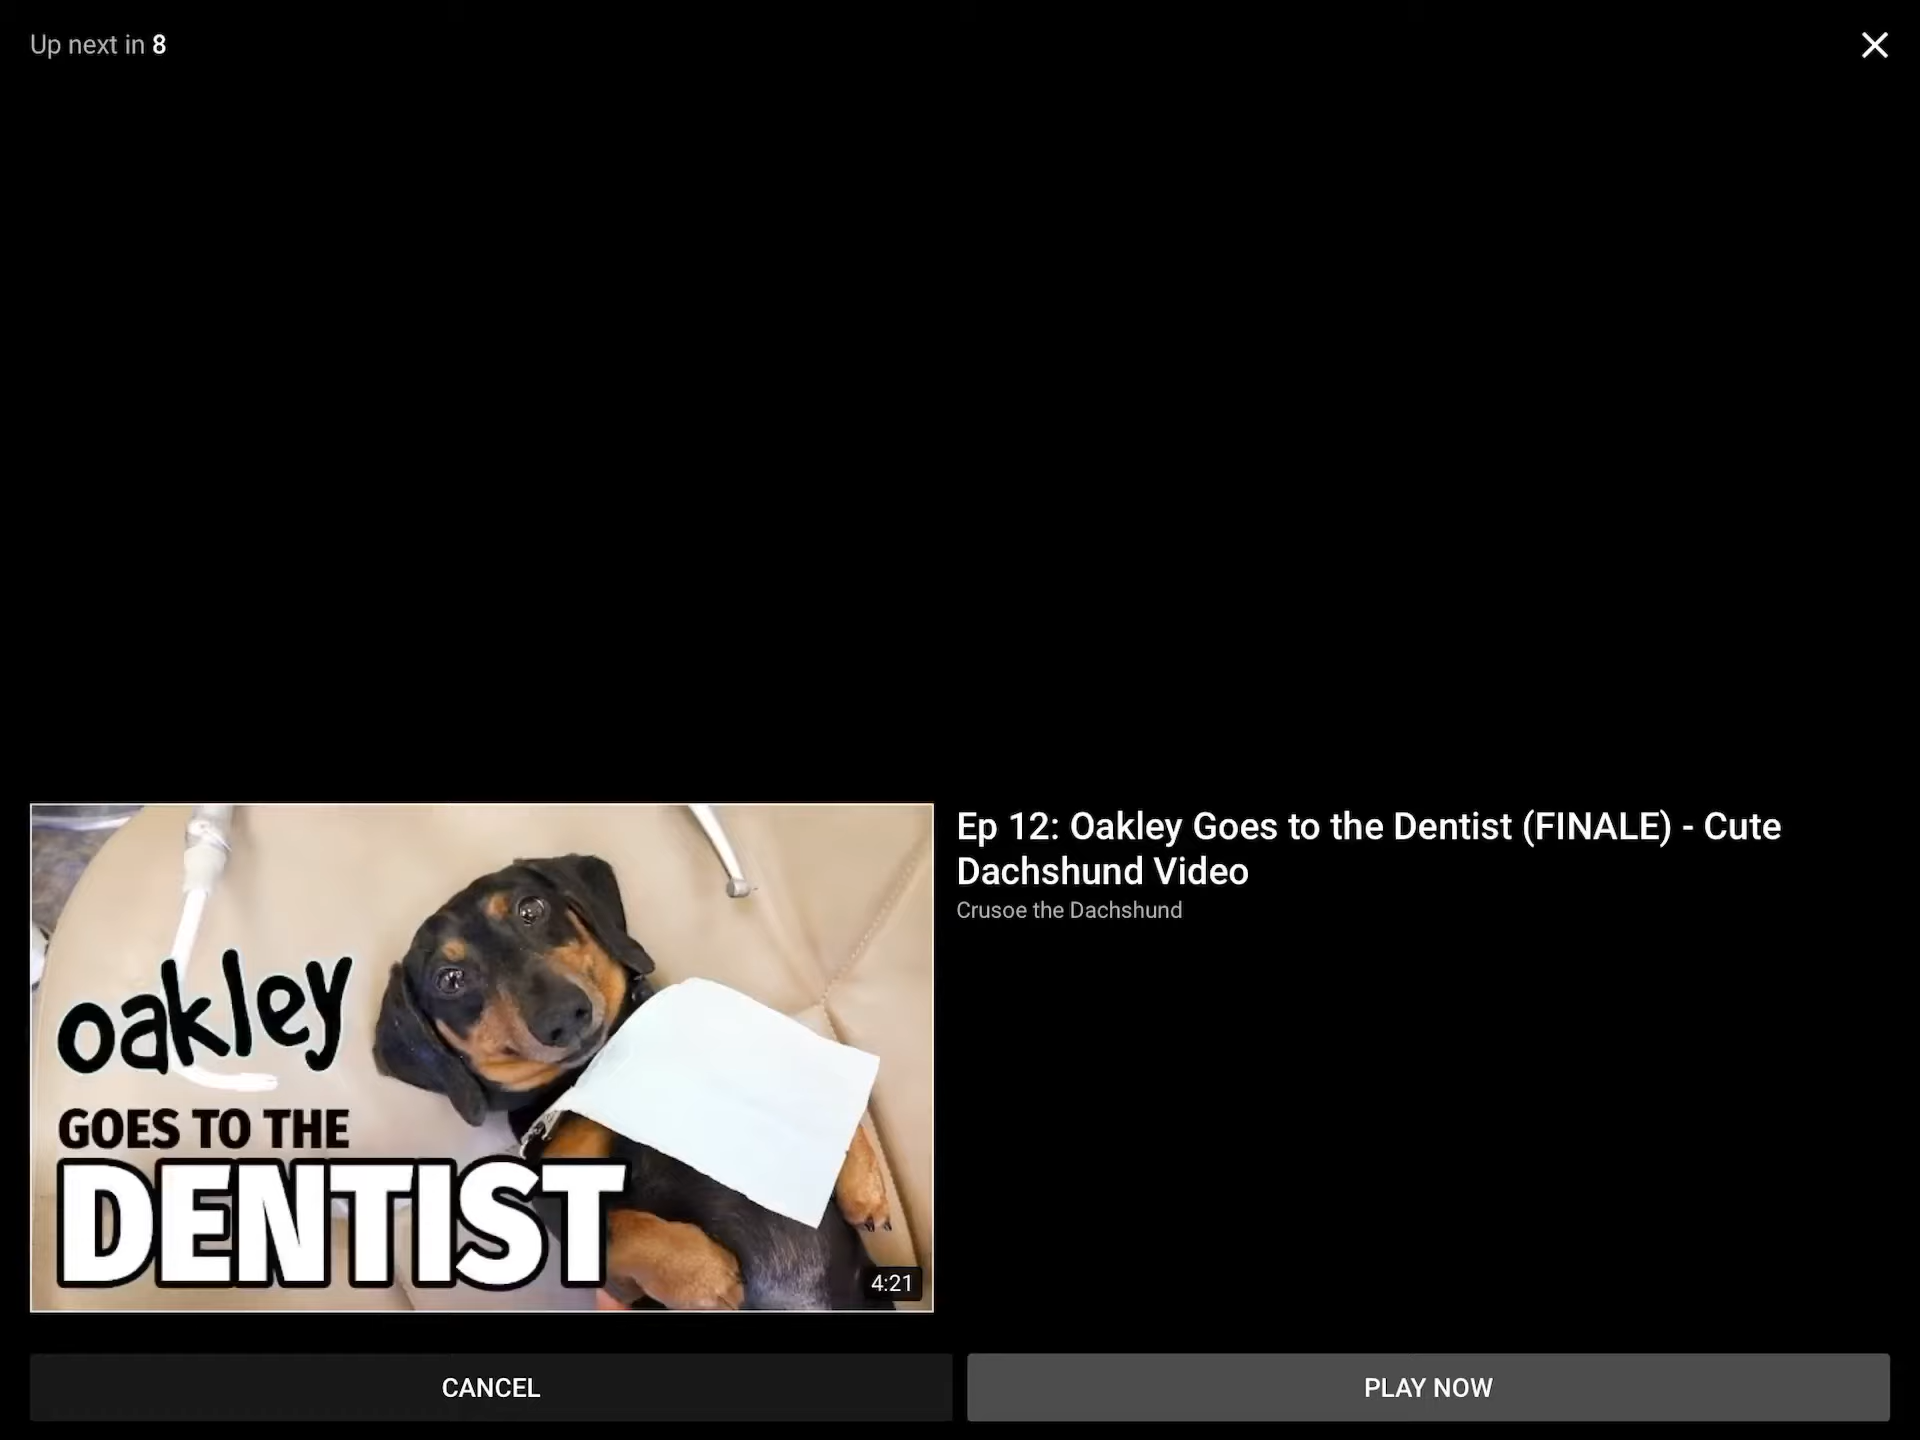 Up next in 8
Ep 12: Oakley Goes to the Dentist (FINALE) - Cute
Dachshund Video
Crusoe the Dachshund
oakley
GOES TO THE
DENTIST
4:21
CANCEL
PLAY NOW